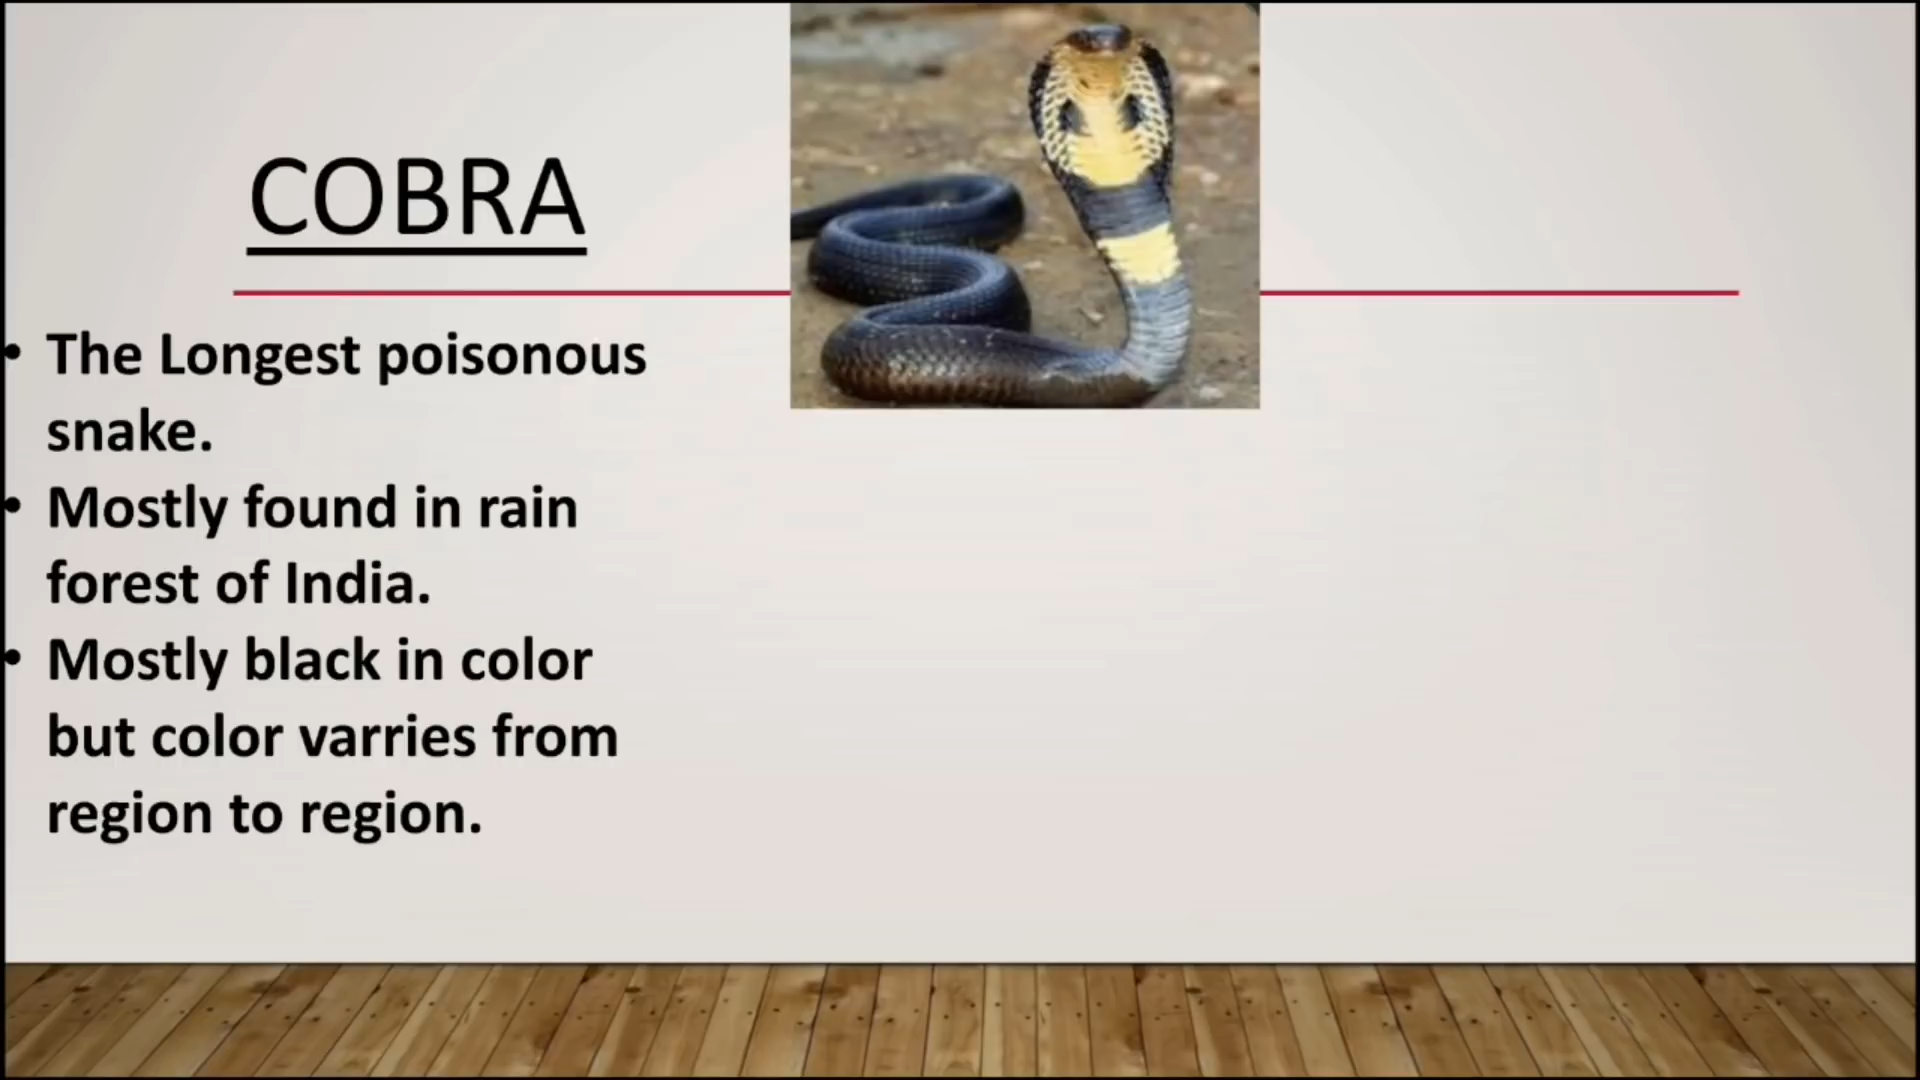 COBRA
• The Longest poisonous
snake.
• Mostly found in rain
forest of India.
• Mostly black in color
but color varries from
region to region.